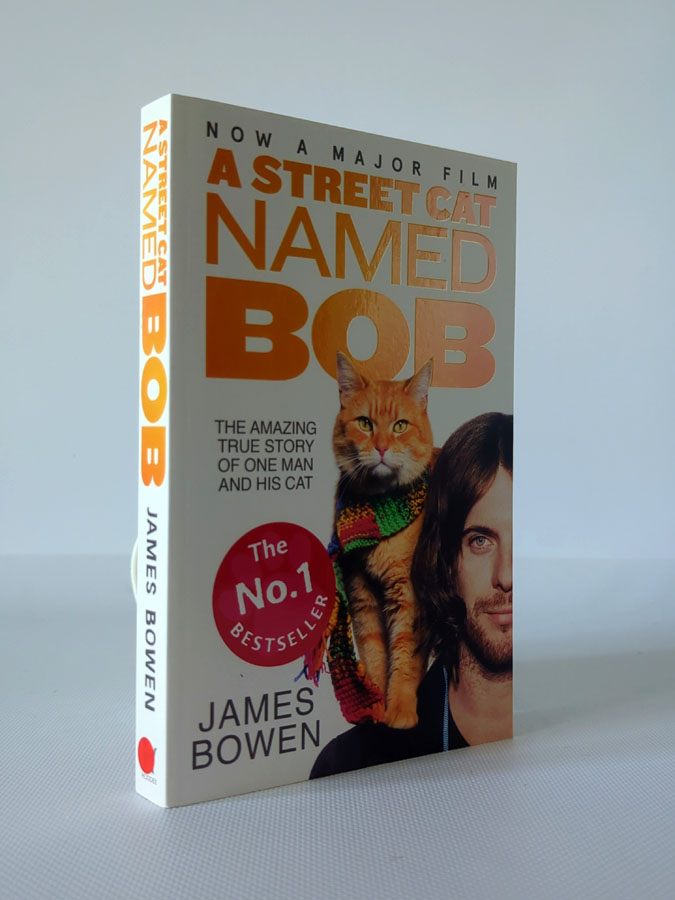 NOW A MAJOR FILM
A STREET CAT
NAMED
BOB
THE AMAZING
TRUE STORY
OF ONE MAN
AND HIS CAT
The
No.1
BESTSELLER
JAMES
BOWEN
A STREET CAT
NAMED
BOB
JAMES BOWEN
HODDER